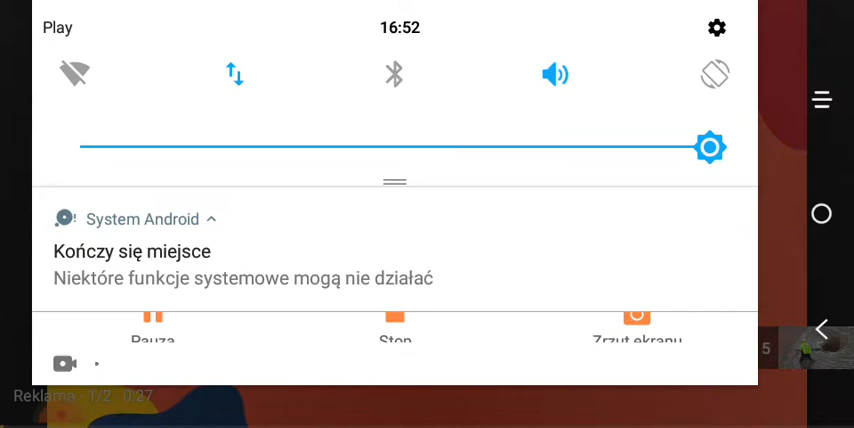 Play
16:52
System Android
Kończy się miejsce
Niektóre funkcje systemowe mogą nie działać
Pauza
Stop
Zrzut ekranu
5
Reklama · 1/2 · 0:27